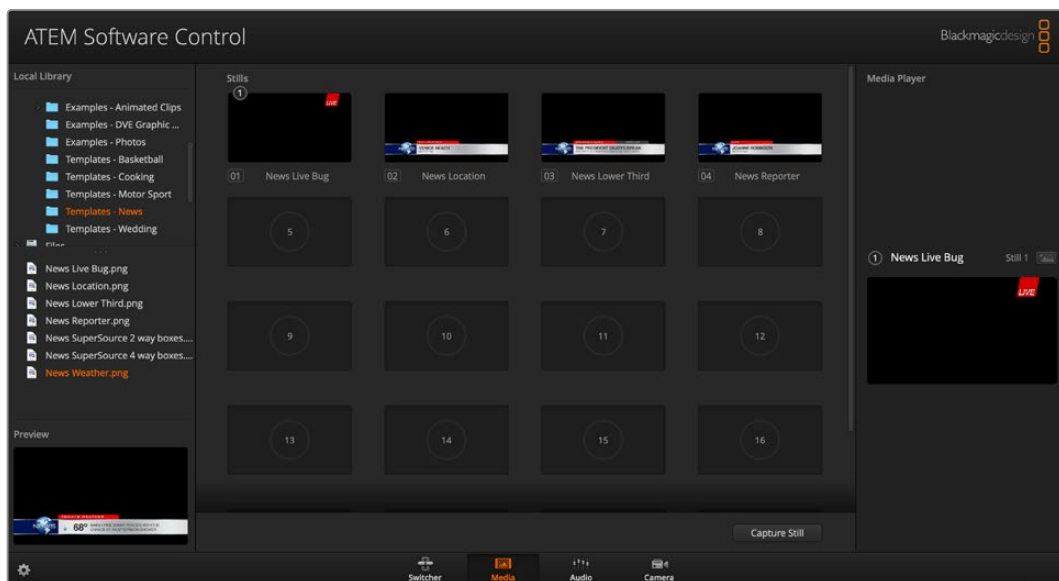 ATEM Software Control
Blackmagicdesign
Local Library
Examples - Animated Clips
Examples - DVE Graphic ...
Examples - Photos
Templates - Basketball
Templates - Cooking
Templates - Motor Sport
Templates - News
Templates - Wedding
Files
News Live Bug.png
News Location.png
News Lower Third.png
News Reporter.png
News SuperSource 2 way boxes....
News SuperSource 4 way boxes....
News Weather.png
Preview
68°
Stills
1
LIVE
VENICE BEACH
JOANNE ROBINSON
01 News Live Bug
02 News Location
03 News Lower Third
04 News Reporter
5
6
7
8
9
10
11
12
13
14
15
16
Capture Still
Media Player
1 News Live Bug Still 1
LIVE
Switcher
Media
Audio
Camera